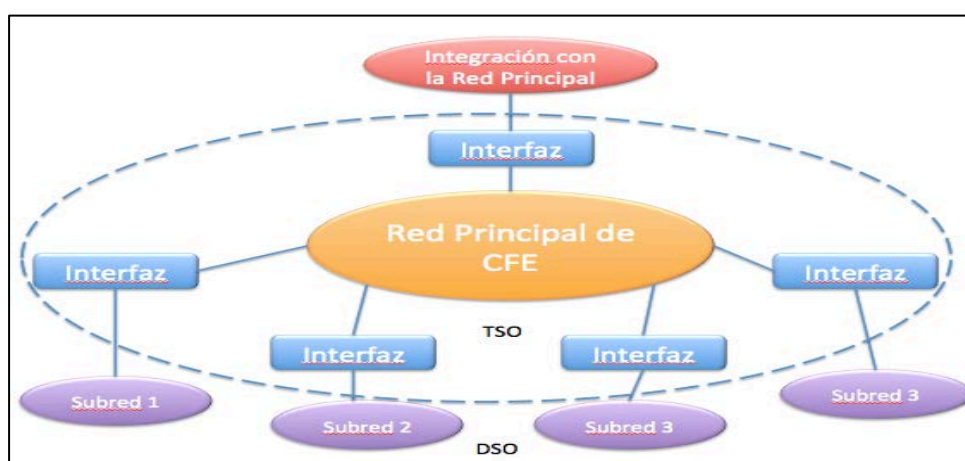 Integración con
la Red Principal
Interfaz
Red Principal de
CFE
Interfaz
Interfaz
TSO
Interfaz
Interfaz
Subred 1
Subred 3
Subred 2
Subred 3
DSO